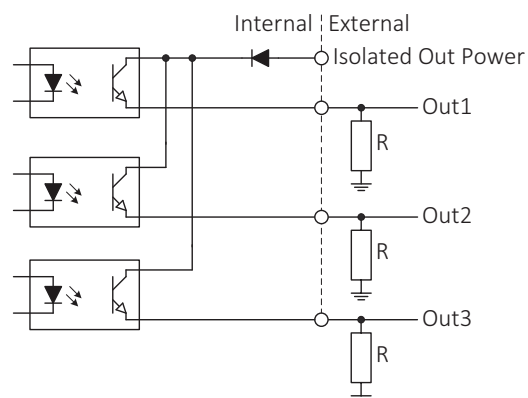 Internal External
Isolated Out Power
Out1
R
Out2
R
Out3
R